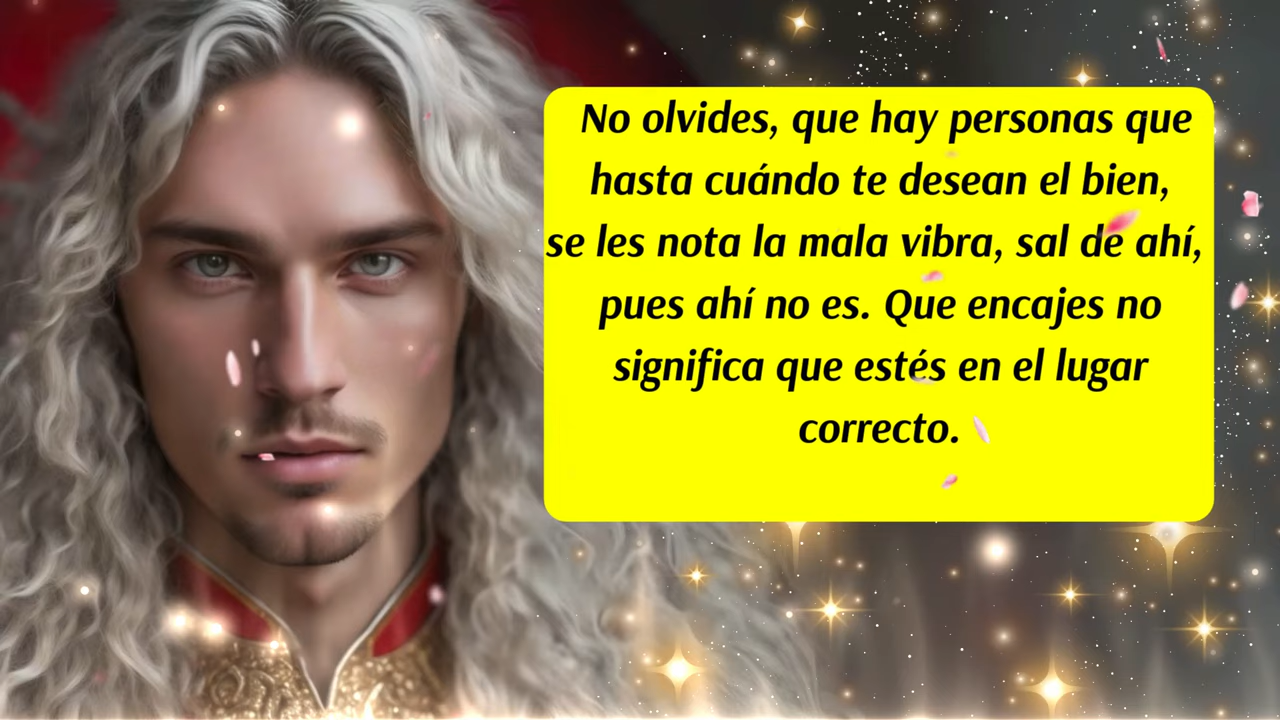 No olvides, que hay personas que
hasta cuándo te desean el bien,
se les nota la mala vibra, sal de ahí,
pues ahí no es. Que encajes no
significa que estés en el lugar
correcto.